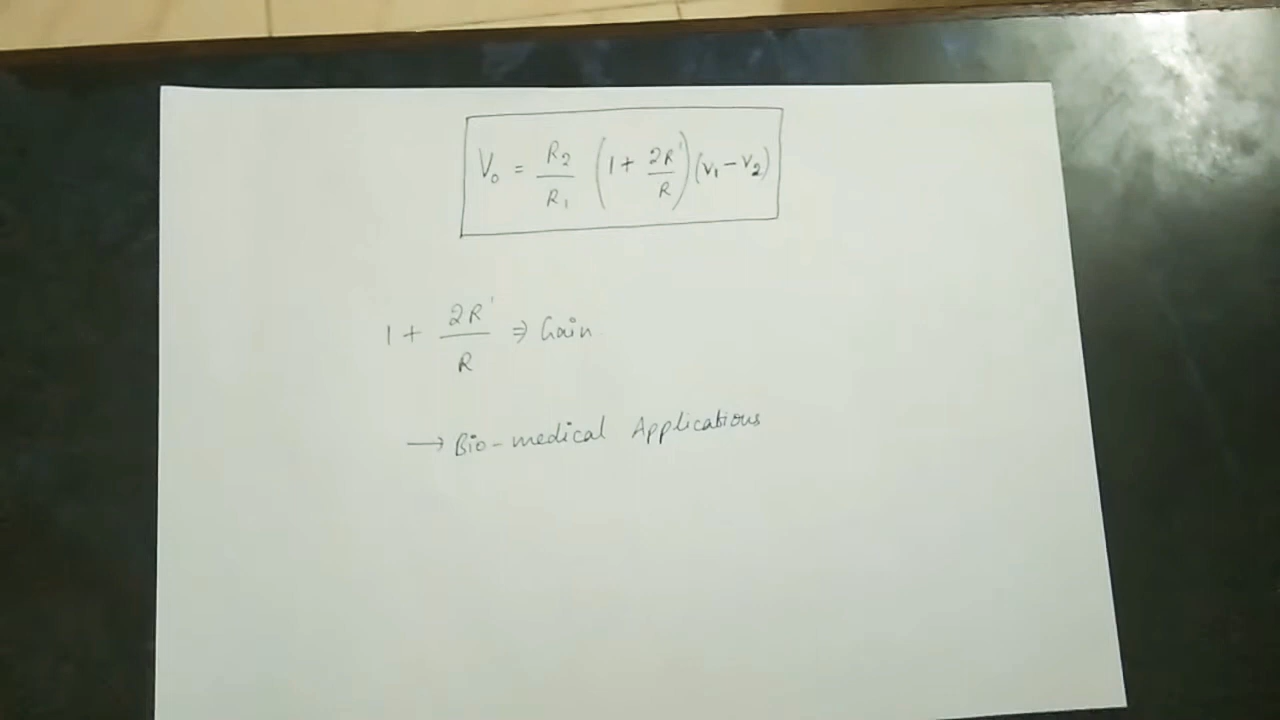 V₀ = R₂/R₁ (1 + 2R'/R) (V₁ − V₂)
1 + 2R'/R ⇒ Gain
→ Bio-medical Applications